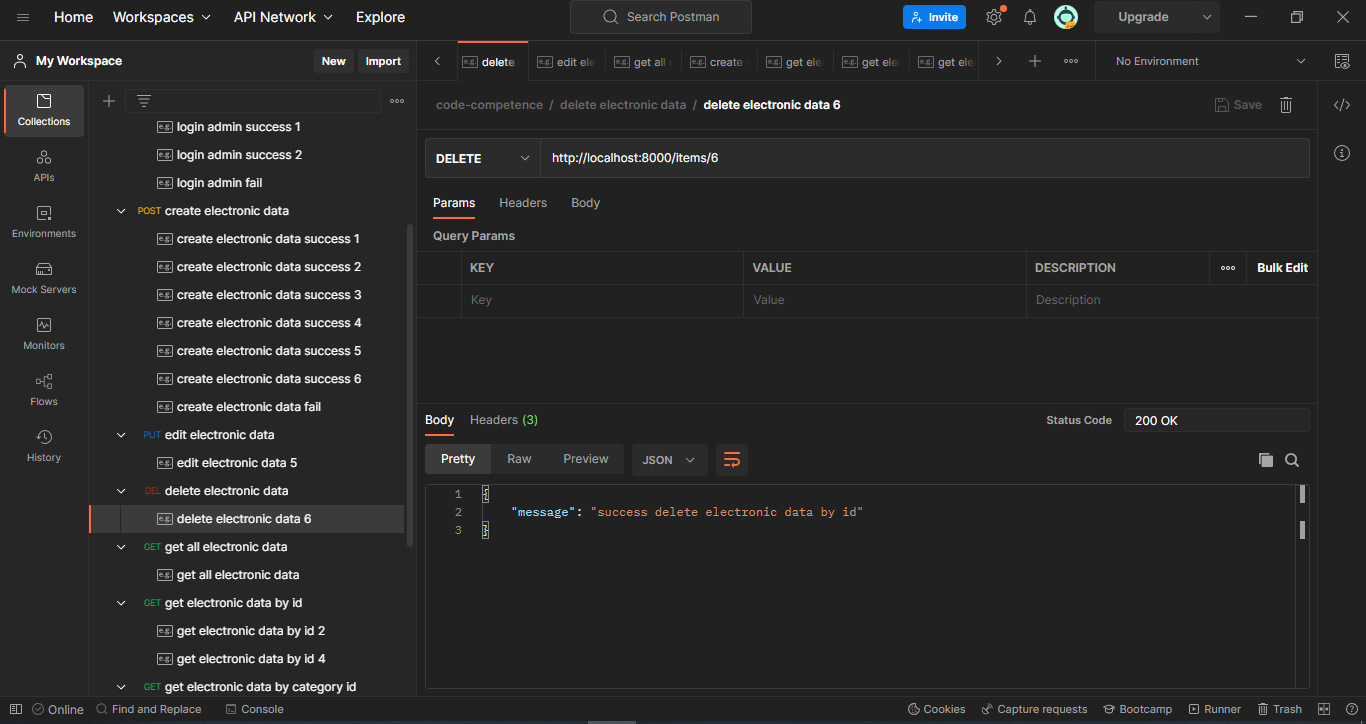 Home
Workspaces
API Network
Explore
Search Postman
Invite
Upgrade
My Workspace
New
Import
delete
edit ele
get all
create
get ele
get ele
get ele
No Environment
Collections
APIs
Environments
Mock Servers
Monitors
Flows
History
e.g. login admin success 1
e.g. login admin success 2
e.g. login admin fail
POST create electronic data
e.g. create electronic data success 1
e.g. create electronic data success 2
e.g. create electronic data success 3
e.g. create electronic data success 4
e.g. create electronic data success 5
e.g. create electronic data success 6
e.g. create electronic data fail
PUT edit electronic data
e.g. edit electronic data 5
DEL delete electronic data
e.g. delete electronic data 6
GET get all electronic data
e.g. get all electronic data
GET get electronic data by id
e.g. get electronic data by id 2
e.g. get electronic data by id 4
GET get electronic data by category id
code-competence / delete electronic data / delete electronic data 6
Save
DELETE
http://localhost:8000/items/6
Params
Headers
Body
Query Params
KEY
VALUE
DESCRIPTION
Bulk Edit
Key
Value
Description
Body
Headers (3)
Status Code
200 OK
Pretty
Raw
Preview
JSON
1 {
2 "message": "success delete electronic data by id"
3 }
Online
Find and Replace
Console
Cookies
Capture requests
Bootcamp
Runner
Trash